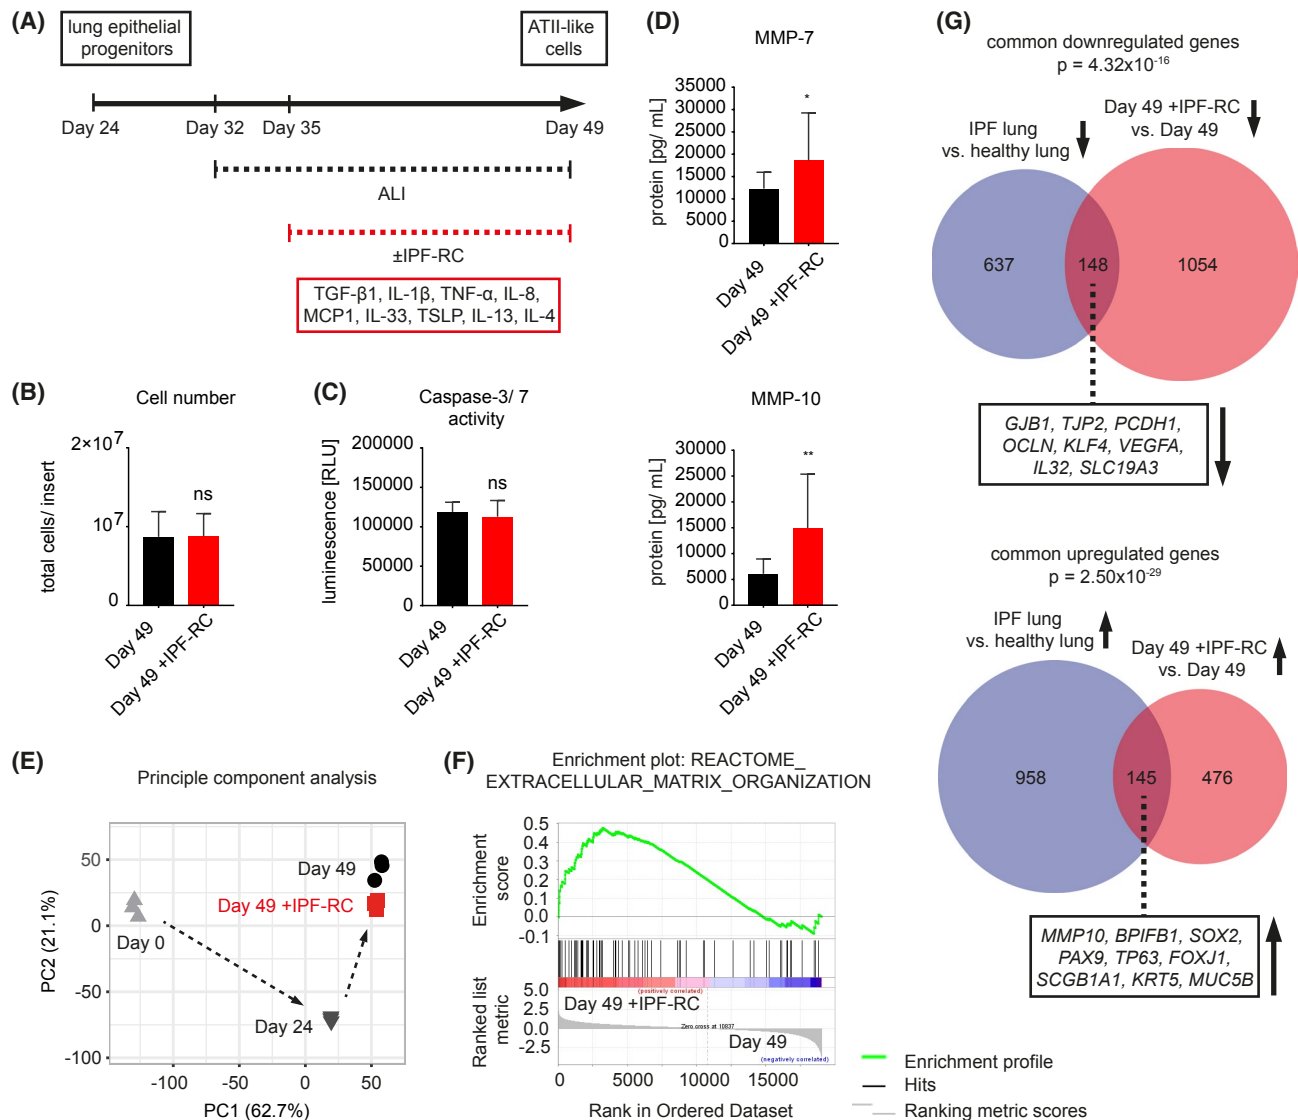 (A)
lung epithelial
progenitors
ATII-like
cells
Day 24
Day 32
Day 35
Day 49
ALI
±IPF-RC
TGF-β1, IL-1β, TNF-α, IL-8,
MCP1, IL-33, TSLP, IL-13, IL-4
(B)
Cell number
total cells/ insert
2×10⁷
10⁷
0
ns
Day 49
Day 49 +IPF-RC
(C)
Caspase-3/ 7
activity
luminescence [RLU]
200000
150000
100000
50000
0
ns
Day 49
Day 49 +IPF-RC
(D)
MMP-7
protein [pg/ mL]
35000
30000
25000
20000
15000
10000
5000
0
*
Day 49
Day 49 +IPF-RC
MMP-10
protein [pg/ mL]
30000
25000
20000
15000
10000
5000
0
**
Day 49
Day 49 +IPF-RC
(E)
Principle component analysis
PC2 (21.1%)
50
0
-50
-100
Day 49
Day 49 +IPF-RC
Day 0
Day 24
-100
-50
0
50
PC1 (62.7%)
(F)
Enrichment plot: REACTOME_
EXTRACELLULAR_MATRIX_ORGANIZATION
Enrichment
score
0.5
0.4
0.3
0.2
0.1
0.0
-0.1
(positively correlated)
Ranked list
metric
5.0
2.5
0.0
-2.5
Day 49 +IPF-RC
Zero cross at 10837
Day 49
(negatively correlated)
0
5000
10000
15000
Rank in Ordered Dataset
Enrichment profile
Hits
Ranking metric scores
(G)
common downregulated genes
p = 4.32x10⁻¹⁶
IPF lung
vs. healthy lung
Day 49 +IPF-RC
vs. Day 49
637
148
1054
GJB1, TJP2, PCDH1,
OCLN, KLF4, VEGFA,
IL32, SLC19A3
common upregulated genes
p = 2.50x10⁻²⁹
IPF lung
vs. healthy lung
Day 49 +IPF-RC
vs. Day 49
958
145
476
MMP10, BPIFB1, SOX2,
PAX9, TP63, FOXJ1,
SCGB1A1, KRT5, MUC5B